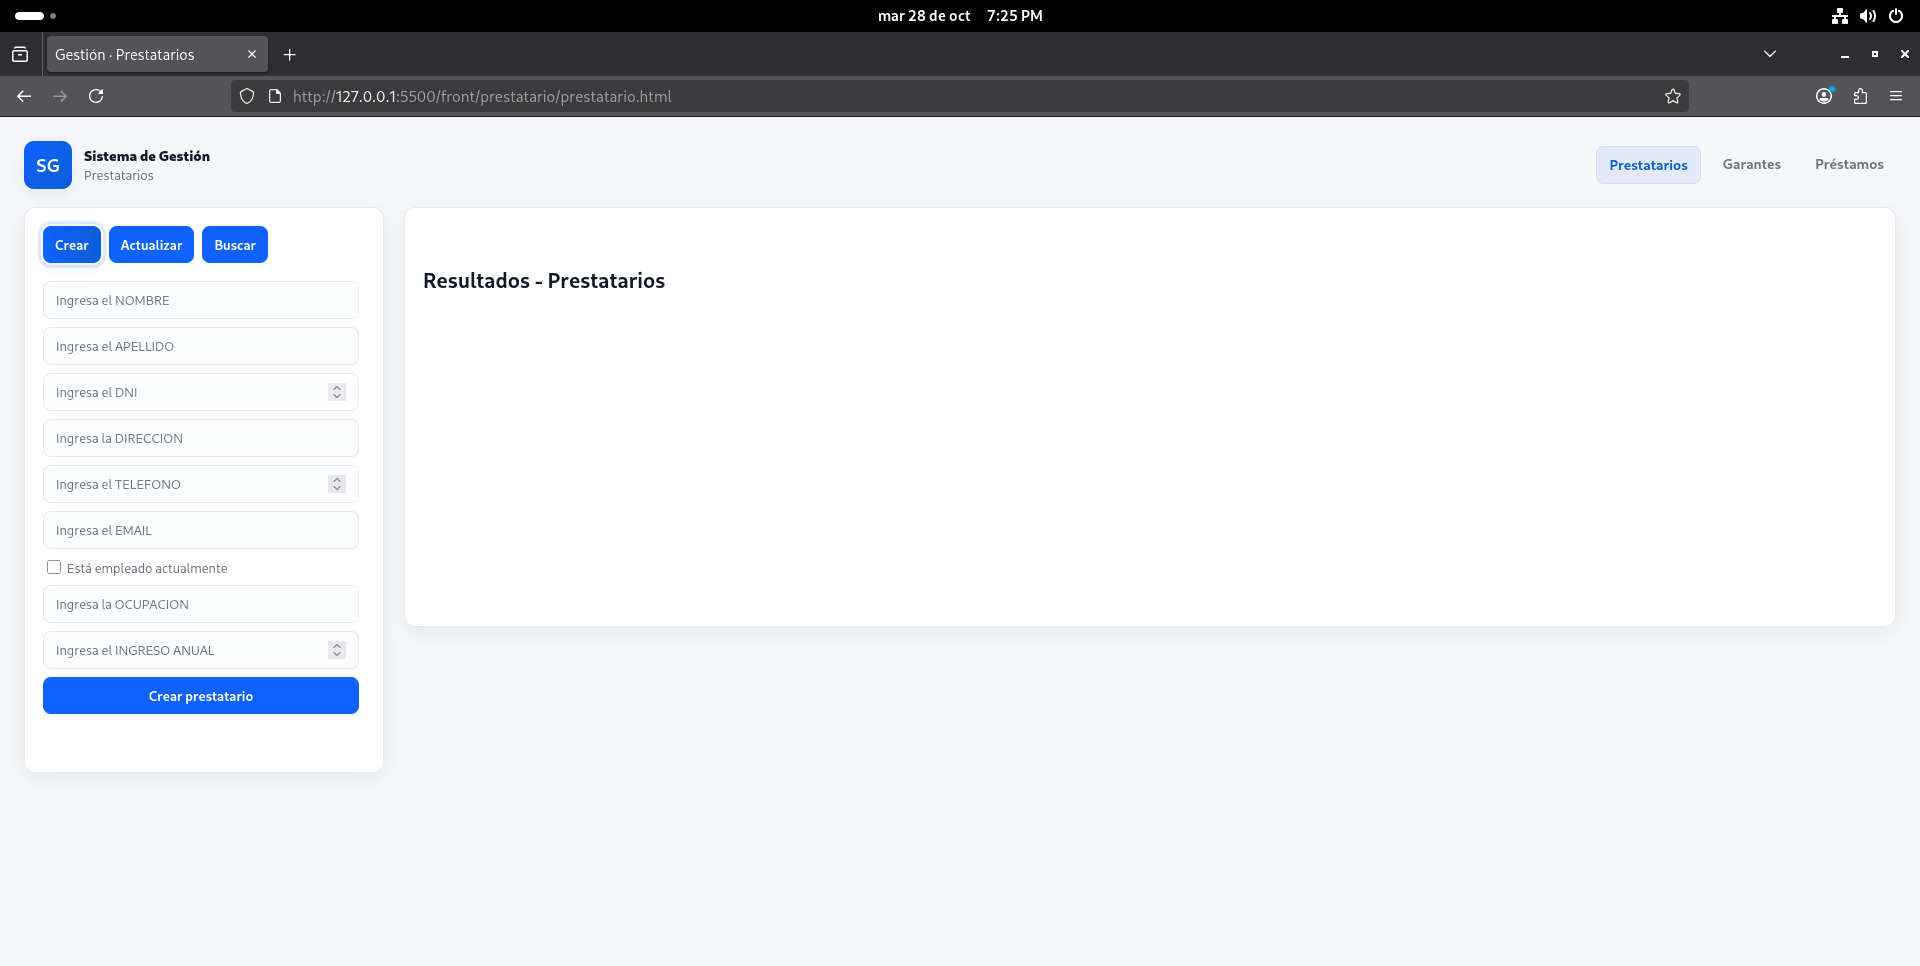 mar 28 de oct 7:25 PM
Gestión · Prestatarios
http://127.0.0.1:5500/front/prestatario/prestatario.html
SG
Sistema de Gestión
Prestatarios
Prestatarios Garantes Préstamos
Crear Actualizar Buscar
Ingresa el NOMBRE
Ingresa el APELLIDO
Ingresa el DNI
Ingresa la DIRECCION
Ingresa el TELEFONO
Ingresa el EMAIL
Está empleado actualmente
Ingresa la OCUPACION
Ingresa el INGRESO ANUAL
Crear prestatario
Resultados - Prestatarios